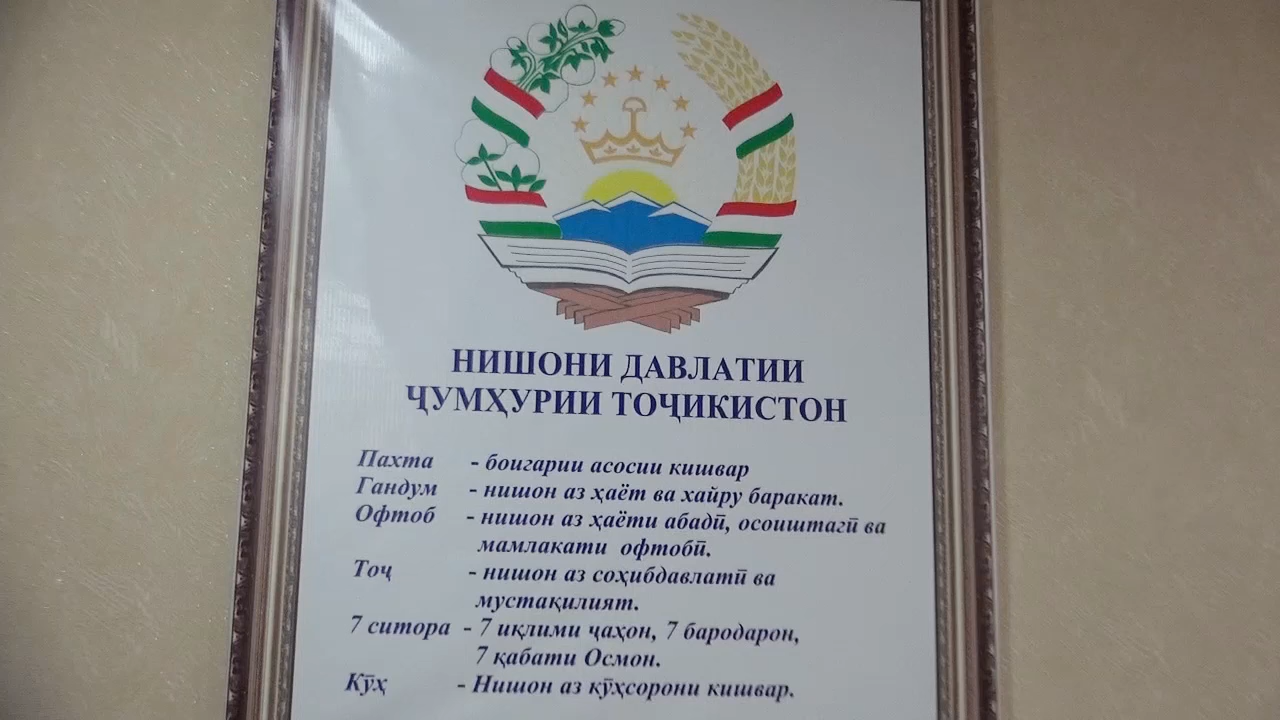 НИШОНИ ДАВЛАТИИ
ҶУМҲУРИИ ТОҶИКИСТОН
Пахта - боигарии асосии кишвар
Гандум - нишон аз ҳаёт ва хайру баракат.
Офтоб - нишон аз ҳаёти абадӣ, осоиштагӣ ва
мамлакати офтобӣ.
Тоҷ - нишон аз соҳибдавлатӣ ва
мустақилият.
7 ситора - 7 иқлими ҷаҳон, 7 бародарон,
7 қабати Осмон.
Кӯҳ - Нишон аз кӯҳсорони кишвар.